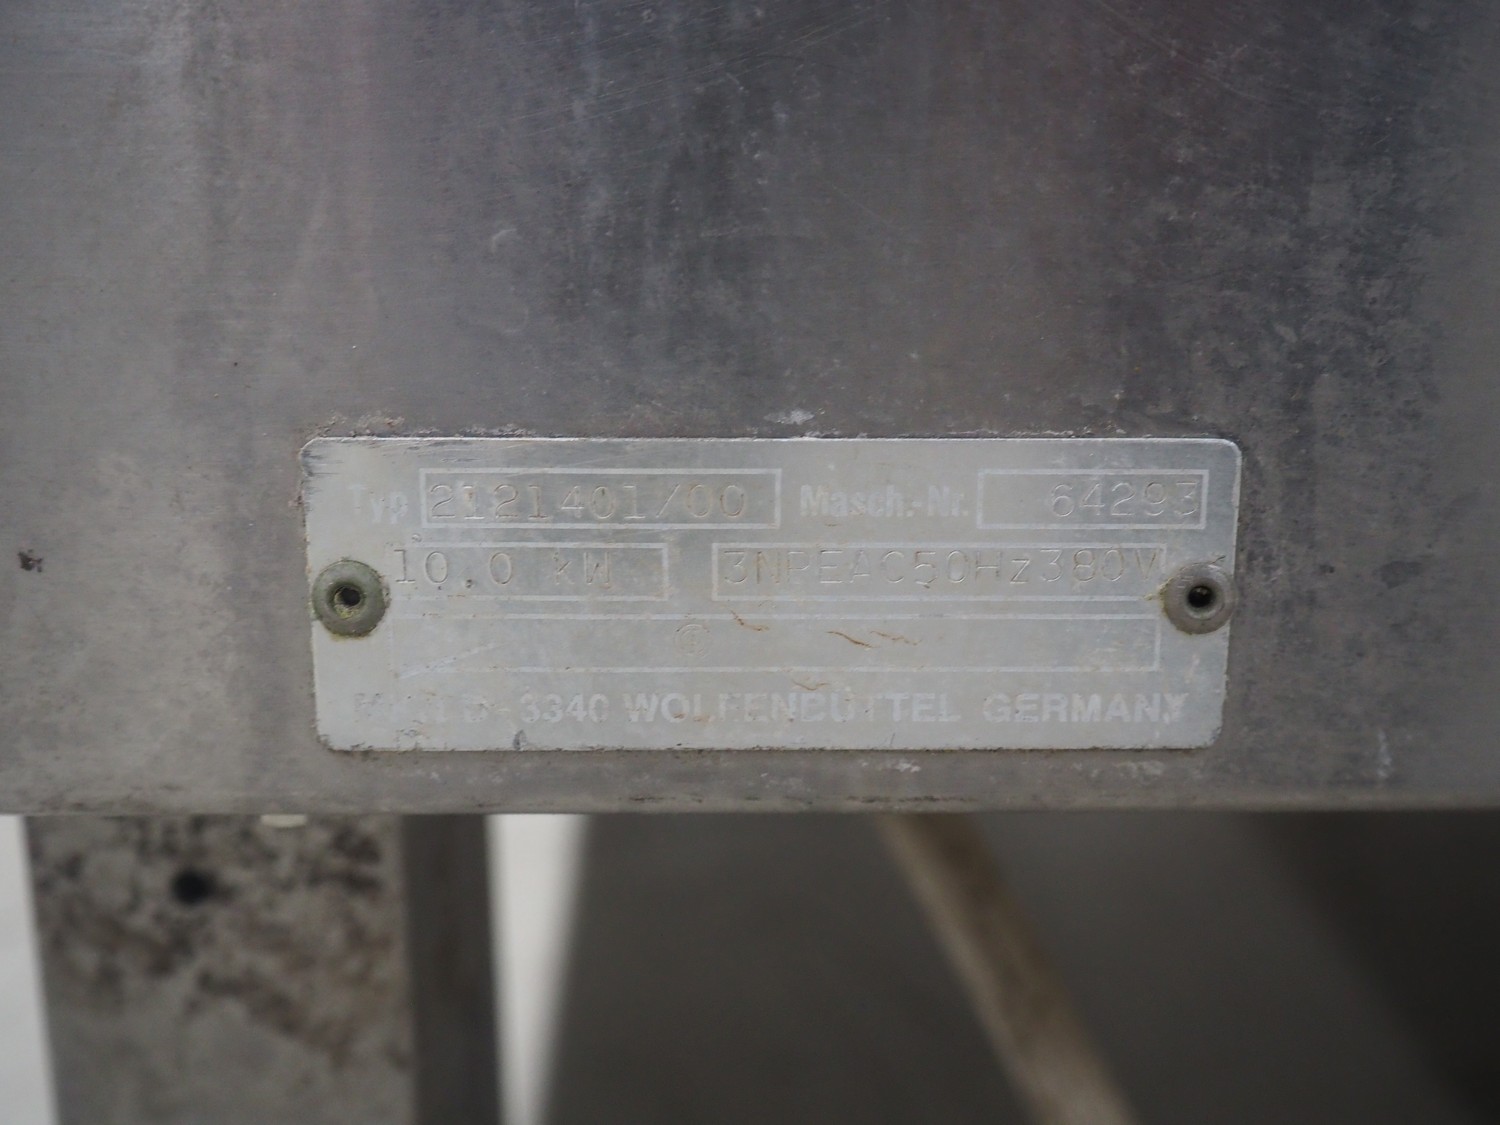 Typ 2121401/00 Masch.-Nr. 64293
10.0 kW 3NPEAC50Hz380V
D-3340 WOLFENBÜTTEL GERMANY